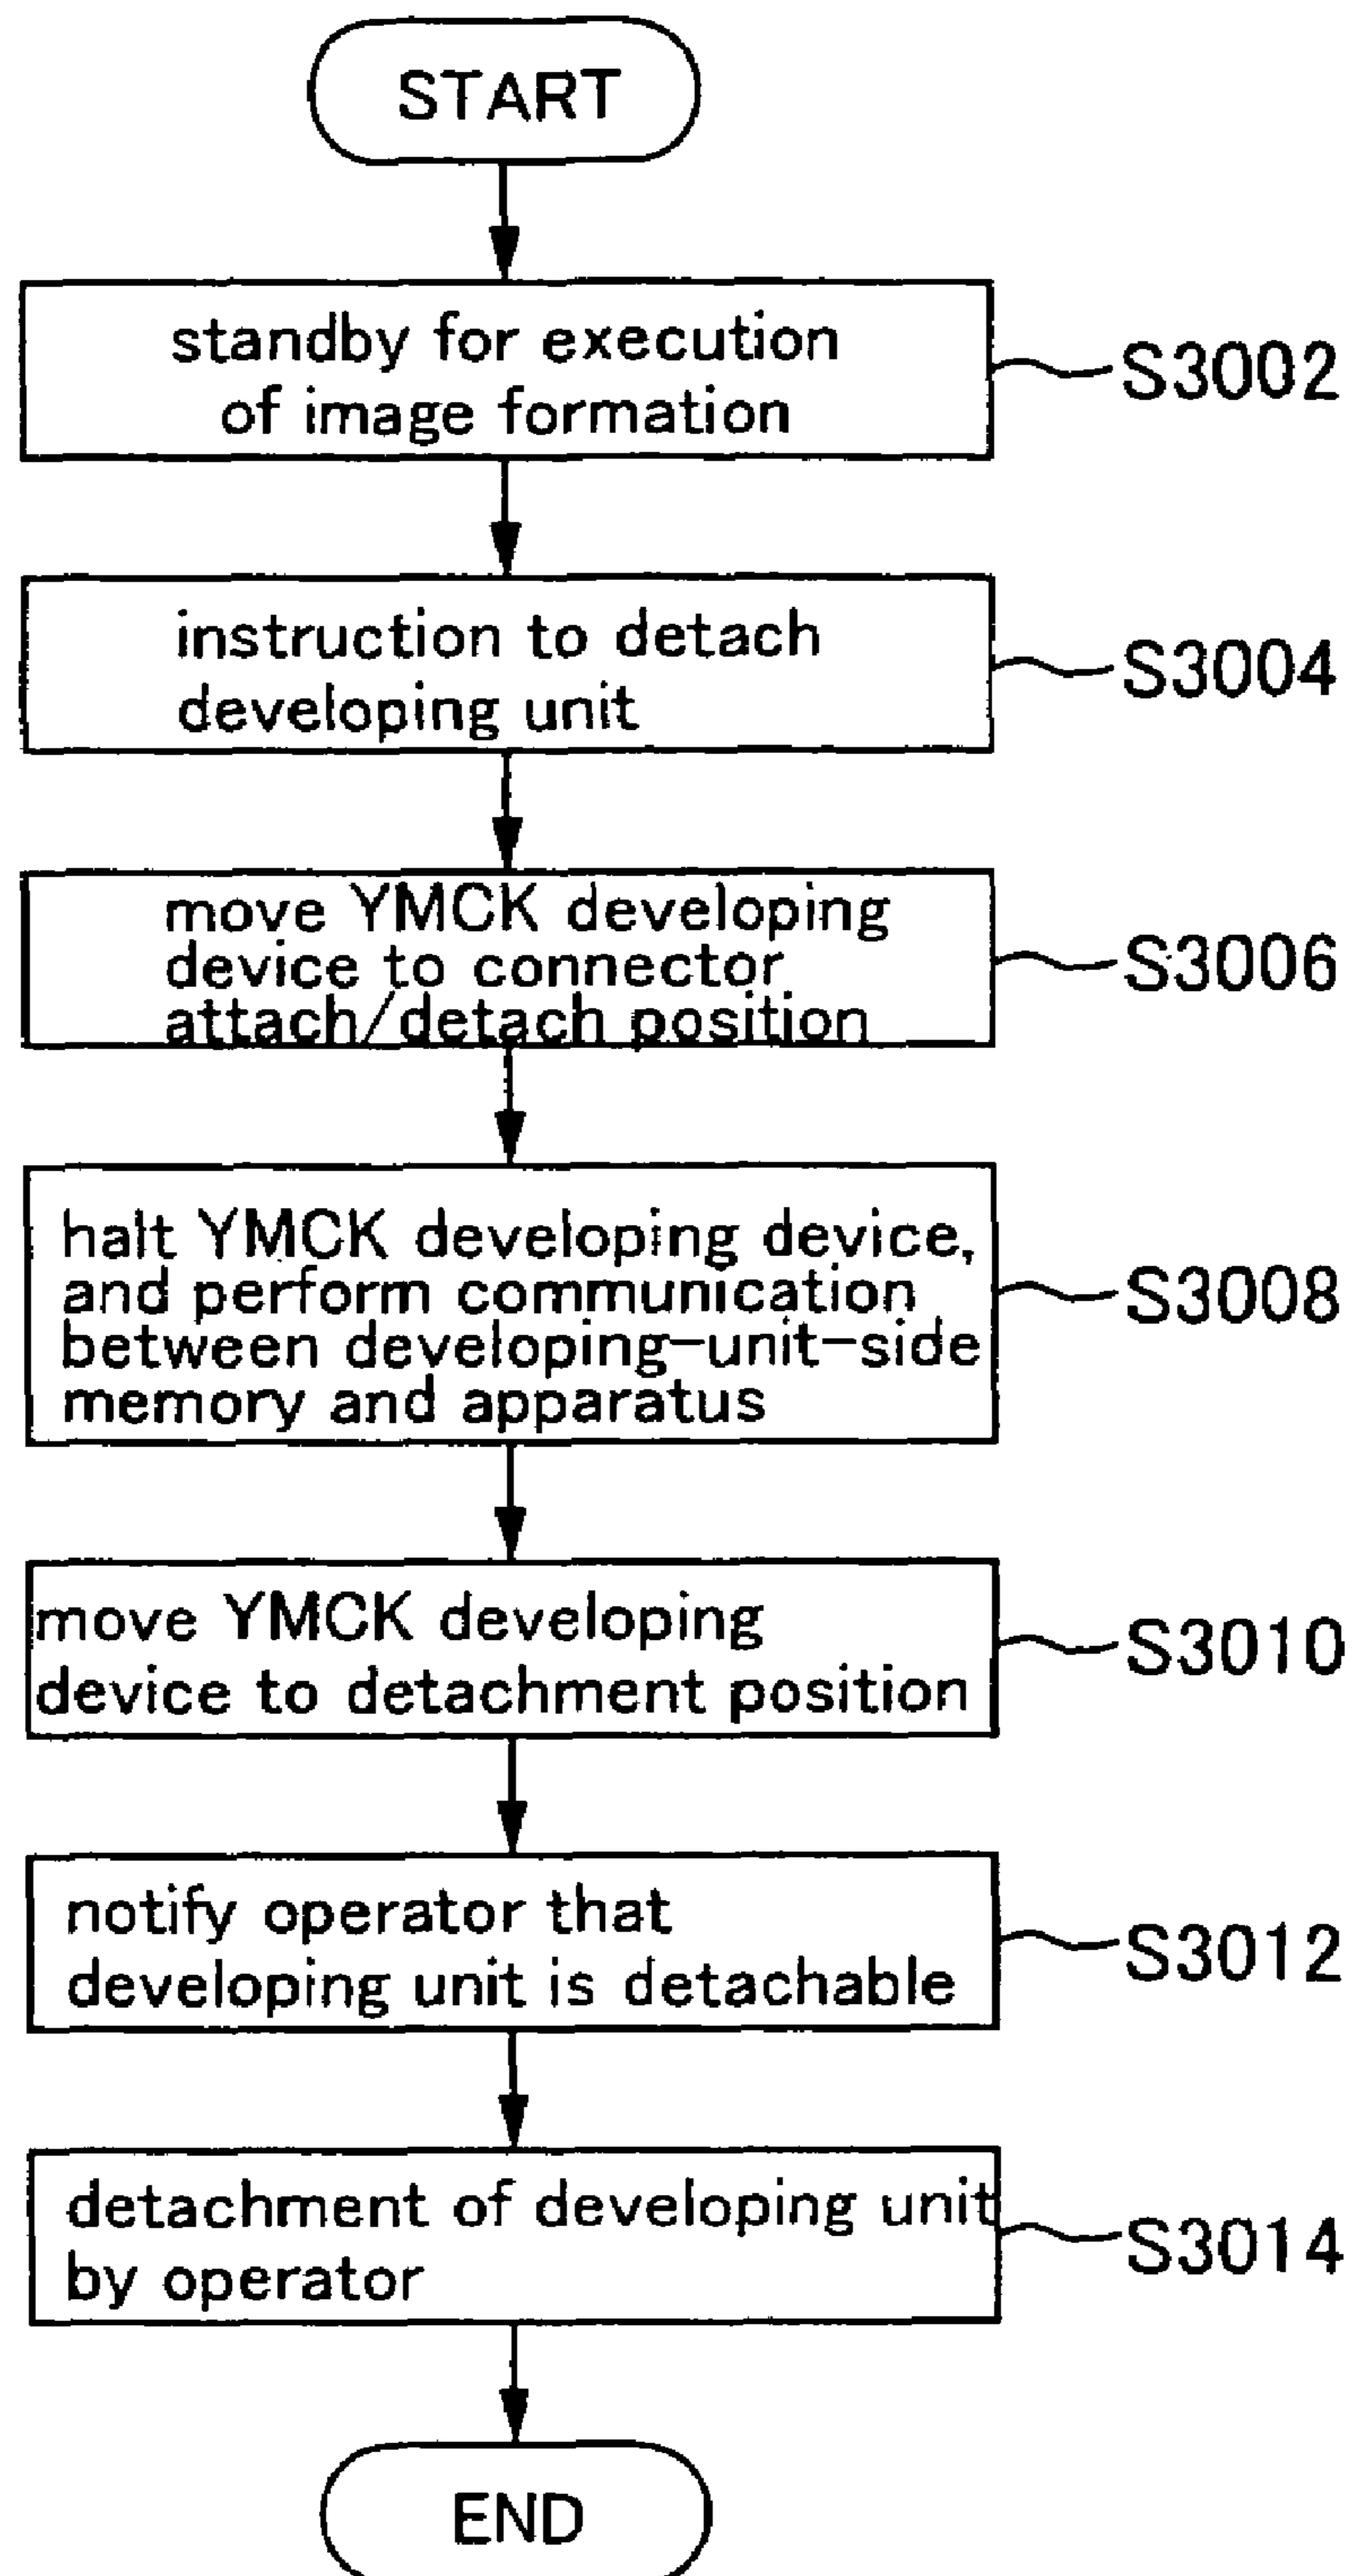 START
standby for execution
of image formation
S3002
instruction to detach
developing unit
S3004
move YMCK developing
device to connector
attach/detach position
S3006
halt YMCK developing device,
and perform communication
between developing-unit-side
memory and apparatus
S3008
move YMCK developing
device to detachment position
S3010
notify operator that
developing unit is detachable
S3012
detachment of developing unit
by operator
S3014
END